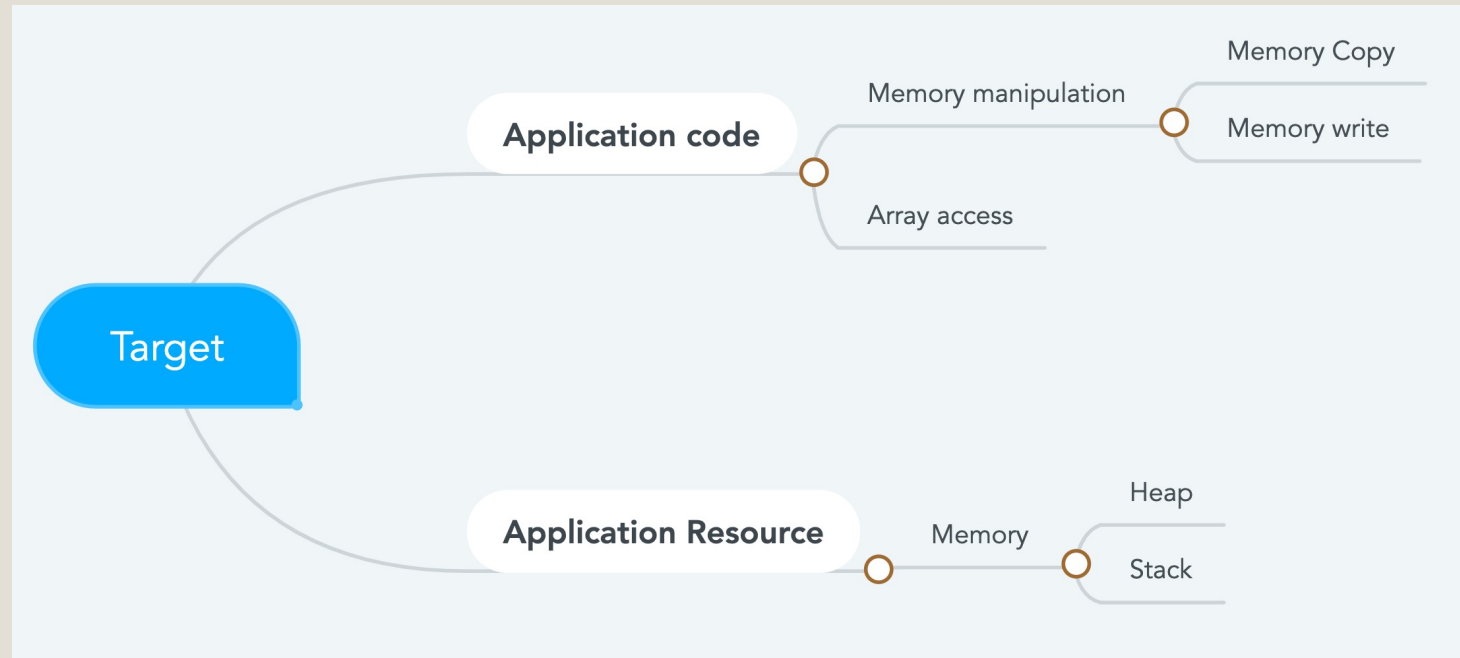 Target
Application code
Memory manipulation
Memory Copy
Memory write
Array access
Application Resource
Memory
Heap
Stack